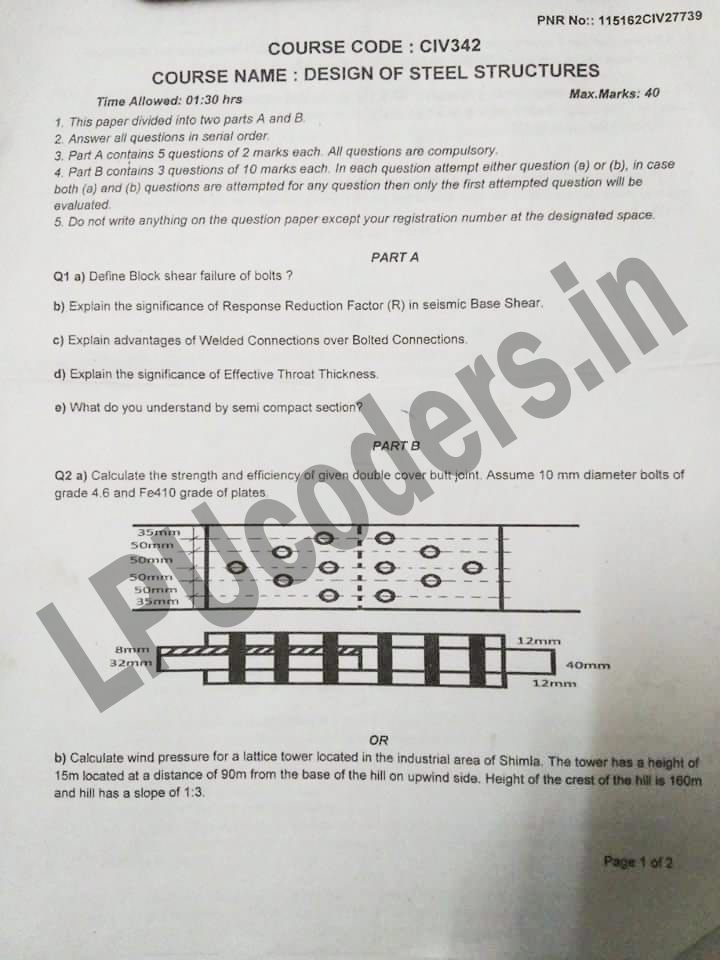 PNR No:: 115162CIV27739
COURSE CODE : CIV342
COURSE NAME : DESIGN OF STEEL STRUCTURES
Time Allowed: 01:30 hrs
Max.Marks: 40
1. This paper divided into two parts A and B.
2. Answer all questions in serial order.
3. Part A contains 5 questions of 2 marks each. All questions are compulsory.
4. Part B contains 3 questions of 10 marks each. In each question attempt either question (a) or (b), in case
both (a) and (b) questions are attempted for any question then only the first attempted question will be
evaluated.
5. Do not write anything on the question paper except your registration number at the designated space.
PART A
Q1 a) Define Block shear failure of bolts ?
b) Explain the significance of Response Reduction Factor (R) in seismic Base Shear.
c) Explain advantages of Welded Connections over Bolted Connections.
d) Explain the significance of Effective Throat Thickness.
e) What do you understand by semi compact section?
PART B
Q2 a) Calculate the strength and efficiency of given double cover butt joint. Assume 10 mm diameter bolts of
grade 4.6 and Fe410 grade of plates.
35mm
50mm
50mm
50mm
50mm
35mm
8mm
32mm
12mm
40mm
12mm
OR
b) Calculate wind pressure for a lattice tower located in the industrial area of Shimla. The tower has a height of
15m located at a distance of 90m from the base of the hill on upwind side. Height of the crest of the hill is 160m
and hill has a slope of 1:3.
Page 1 of 2
LPUcoders.in